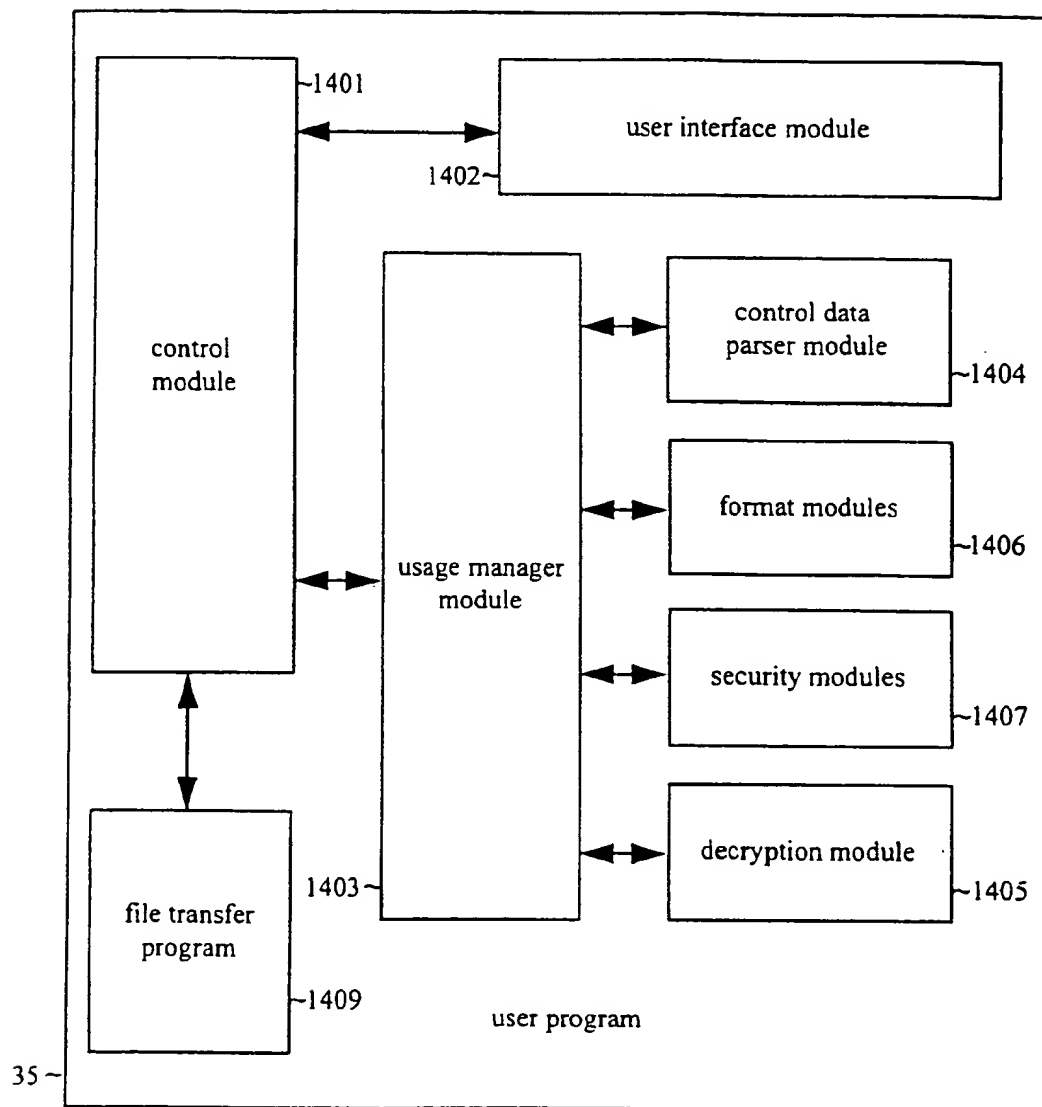 1401
user interface module
1402
control data
parser module
1404
control
module
format modules
1406
usage manager
module
security modules
1407
decryption module
1403
1405
file transfer
program
1409
user program
35